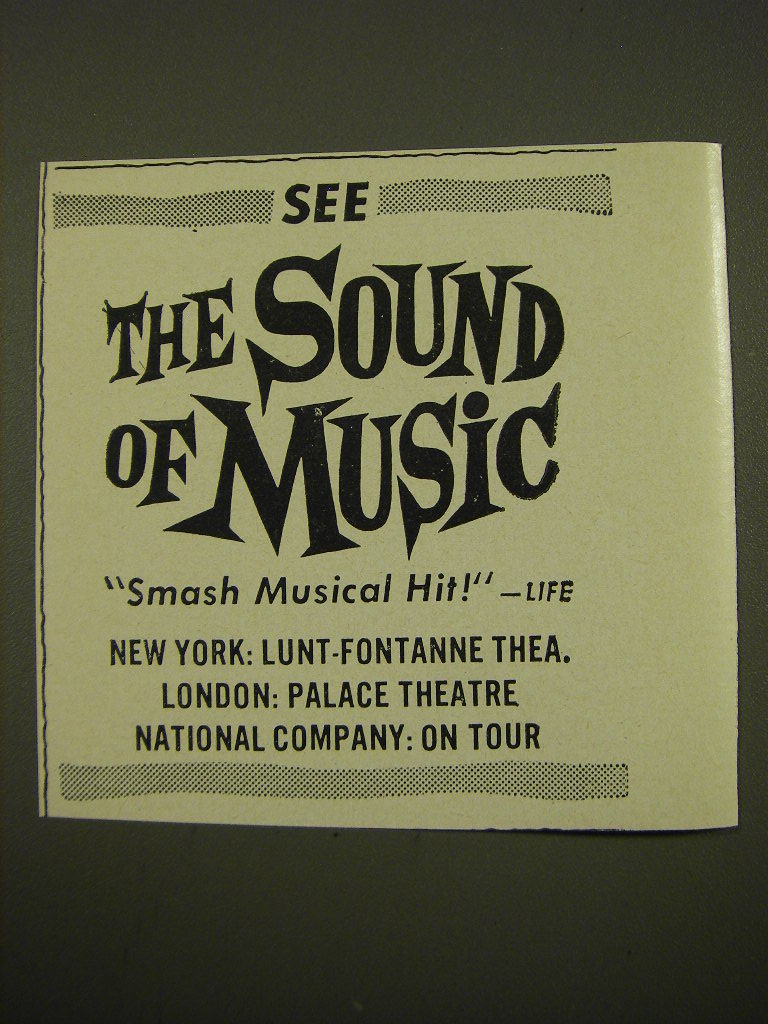 SEE
THE SOUND
OF MUSiC
"Smash Musical Hit!" —LIFE
NEW YORK: LUNT-FONTANNE THEA.
LONDON: PALACE THEATRE
NATIONAL COMPANY: ON TOUR